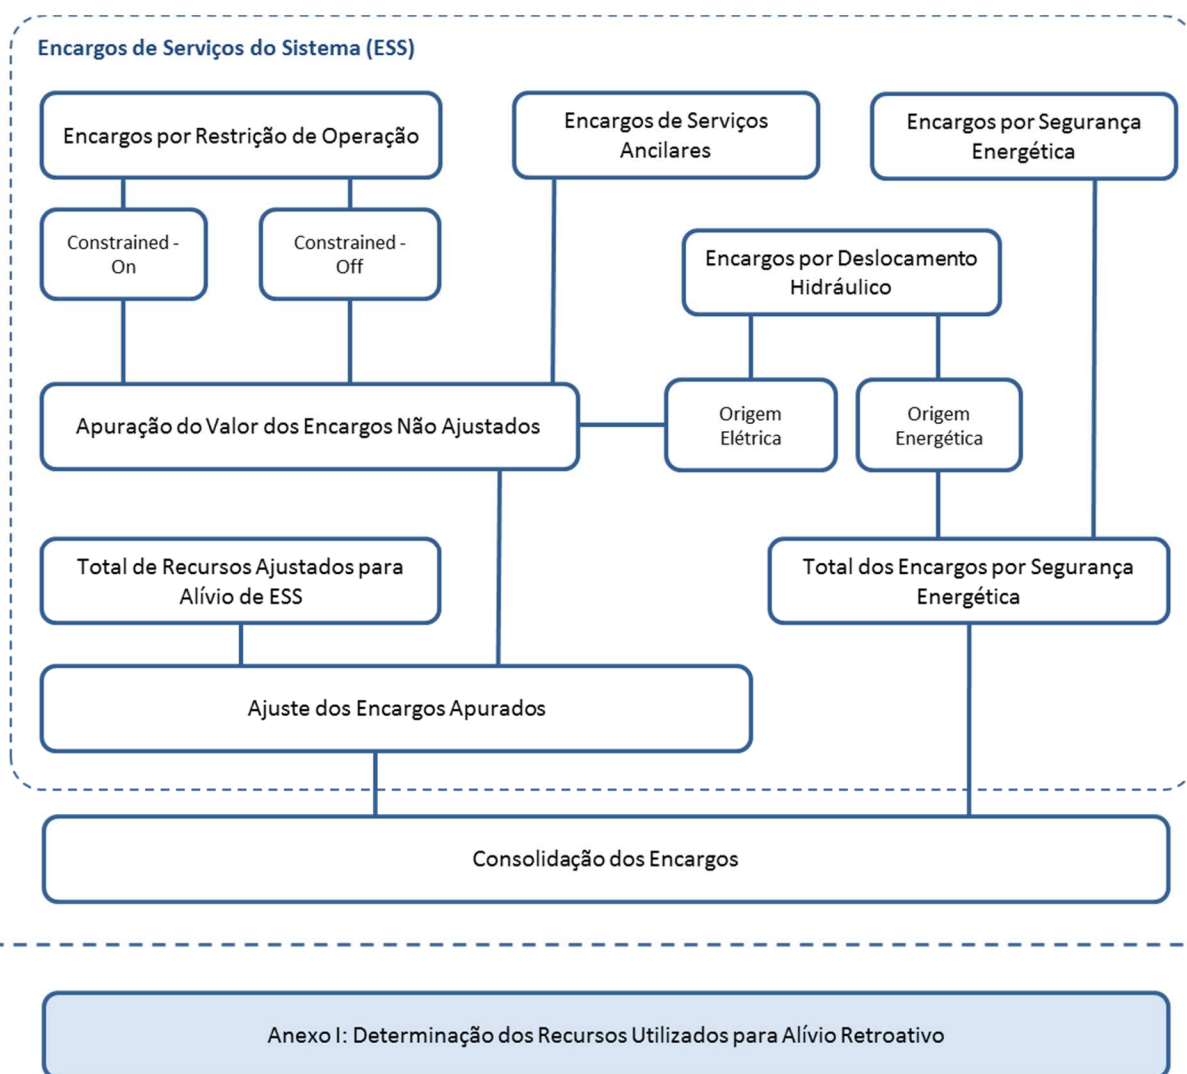 Encargos de Serviços do Sistema (ESS)
Encargos por Restrição de Operação
Encargos de Serviços
Ancilares
Encargos por Segurança
Energética
Constrained -
On
Constrained -
Off
Encargos por Deslocamento
Hidráulico
Apuração do Valor dos Encargos Não Ajustados
Origem
Elétrica
Origem
Energética
Total de Recursos Ajustados para
Alívio de ESS
Total dos Encargos por Segurança
Energética
Ajuste dos Encargos Apurados
Consolidação dos Encargos
Anexo I: Determinação dos Recursos Utilizados para Alívio Retroativo